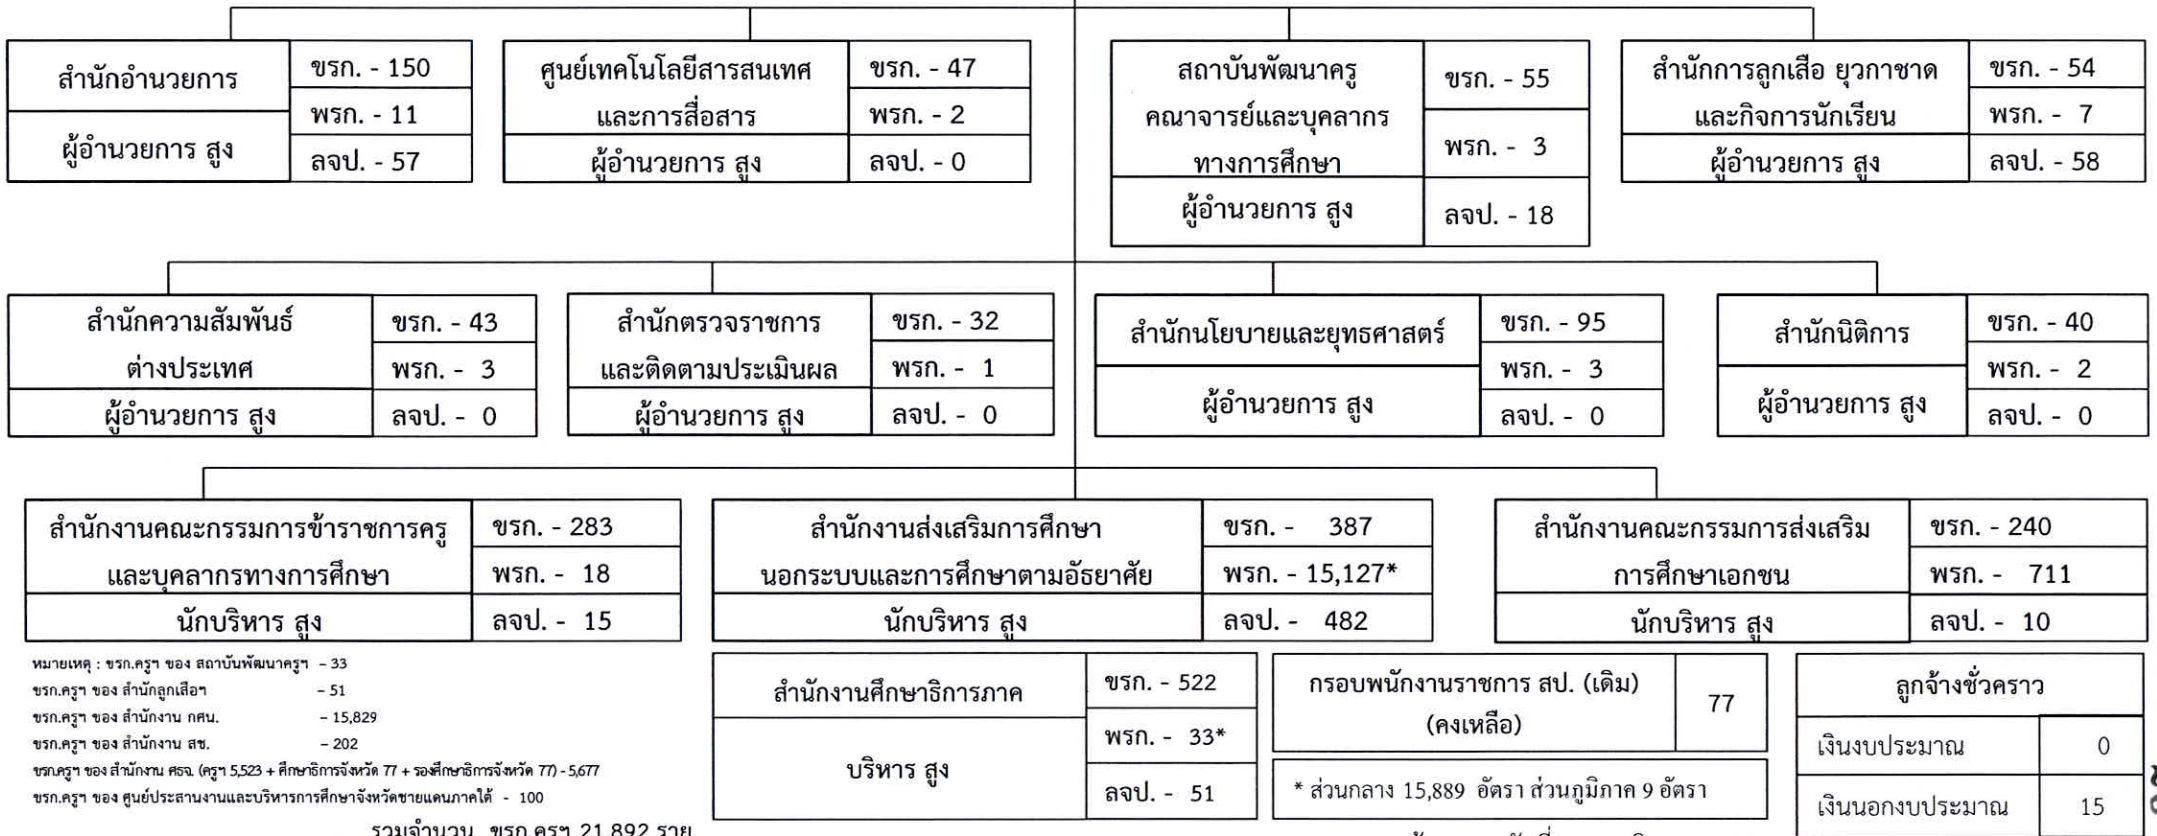 สำนักอำนวยการ
ผู้อำนวยการ สูง
ขรก. - 150
พรก. - 11
ลจป. - 57
ศูนย์เทคโนโลยีสารสนเทศ
และการสื่อสาร
ผู้อำนวยการ สูง
ขรก. - 47
พรก. - 2
ลจป. - 0
สถาบันพัฒนาครู
คณาจารย์และบุคลากร
ทางการศึกษา
ผู้อำนวยการ สูง
ขรก. - 55
พรก. - 3
ลจป. - 18
สำนักการลูกเสือ ยุวกาชาด
และกิจการนักเรียน
ผู้อำนวยการ สูง
ขรก. - 54
พรก. - 7
ลจป. - 58
สำนักความสัมพันธ์
ต่างประเทศ
ผู้อำนวยการ สูง
ขรก. - 43
พรก. - 3
ลจป. - 0
สำนักตรวจราชการ
และติดตามประเมินผล
ผู้อำนวยการ สูง
ขรก. - 32
พรก. - 1
ลจป. - 0
สำนักนโยบายและยุทธศาสตร์
ผู้อำนวยการ สูง
ขรก. - 95
พรก. - 3
ลจป. - 0
สำนักนิติการ
ผู้อำนวยการ สูง
ขรก. - 40
พรก. - 2
ลจป. - 0
สำนักงานคณะกรรมการข้าราชการครู
และบุคลากรทางการศึกษา
นักบริหาร สูง
ขรก. - 283
พรก. - 18
ลจป. - 15
สำนักงานส่งเสริมการศึกษา
นอกระบบและการศึกษาตามอัธยาศัย
นักบริหาร สูง
ขรก. - 387
พรก. - 15,127*
ลจป. - 482
สำนักงานคณะกรรมการส่งเสริม
การศึกษาเอกชน
นักบริหาร สูง
ขรก. - 240
พรก. - 711
ลจป. - 10
หมายเหตุ : ขรก.ครูฯ ของ สถาบันพัฒนาครูฯ - 33
ขรก.ครูฯ ของ สำนักลูกเสือฯ - 51
ขรก.ครูฯ ของ สำนักงาน กศน. - 15,829
ขรก.ครูฯ ของ สำนักงาน สช. - 202
ขรก.ครูฯ ของ สำนักงาน ศธจ. (ครูฯ 5,523 + ศึกษาธิการจังหวัด 77 + รองศึกษาธิการจังหวัด 77) - 5,677
ขรก.ครูฯ ของ ศูนย์ประสานงานและบริหารการศึกษาจังหวัดชายแดนภาคใต้ - 100
รวมจำนวน ขรก.ครูฯ 21,892 ราย
สำนักงานศึกษาธิการภาค
บริหาร สูง
ขรก. - 522
พรก. - 33*
ลจป. - 51
กรอบพนักงานราชการ สป. (เดิม)
(คงเหลือ)
77
* ส่วนกลาง 15,889 อัตรา ส่วนภูมิภาค 9 อัตรา
ลูกจ้างชั่วคราว
เงินงบประมาณ 0
เงินนอกงบประมาณ 15